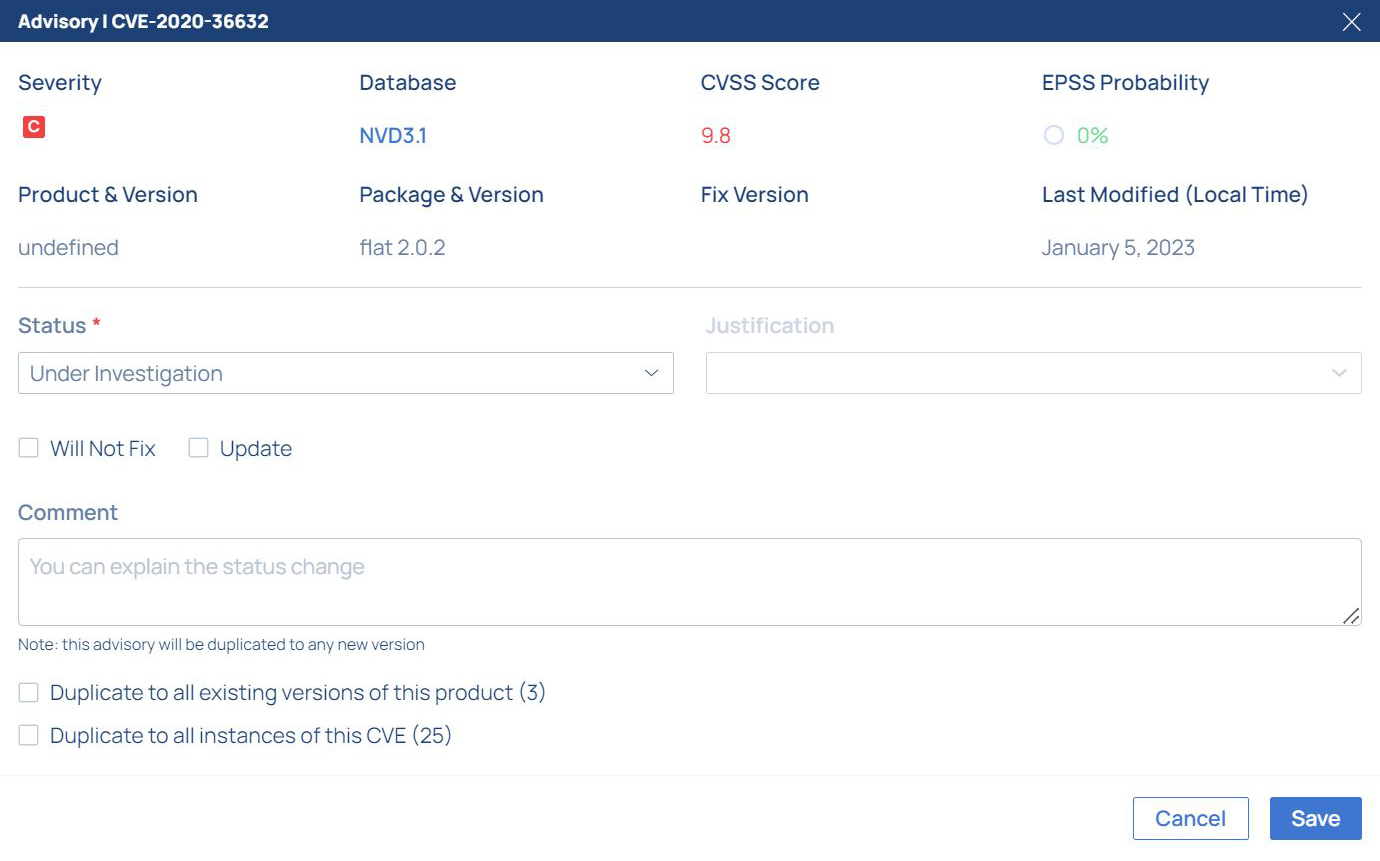 Advisory | CVE-2020-36632
Severity Database CVSS Score EPSS Probability
C NVD3.1 9.8 0%
Product & Version Package & Version Fix Version Last Modified (Local Time)
undefined flat 2.0.2 January 5, 2023
Status * Justification
Under Investigation
Will Not Fix Update
Comment
You can explain the status change
Note: this advisory will be duplicated to any new version
Duplicate to all existing versions of this product (3)
Duplicate to all instances of this CVE (25)
Cancel Save